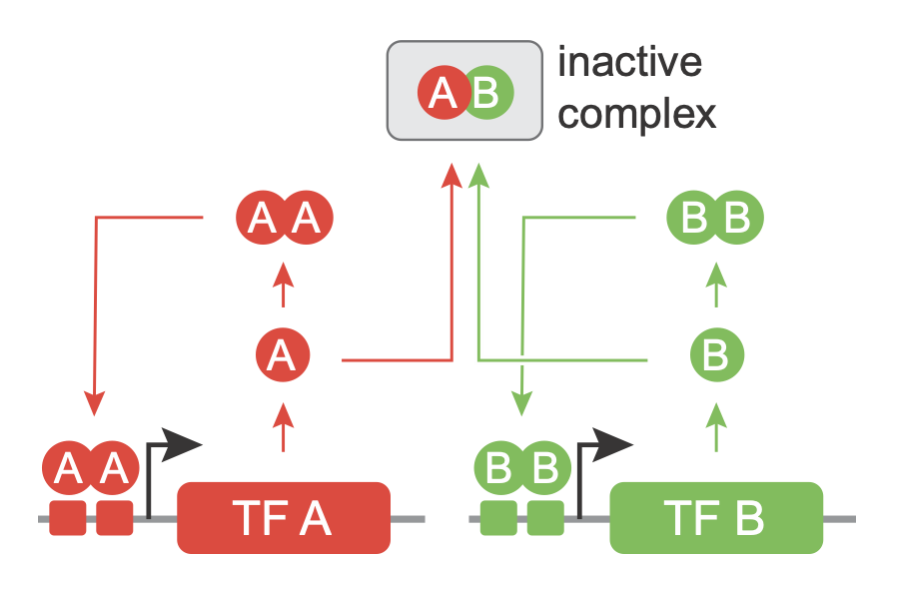 inactive
A B
complex
A A
B B
A
B
A A
B B
TF A
TF B